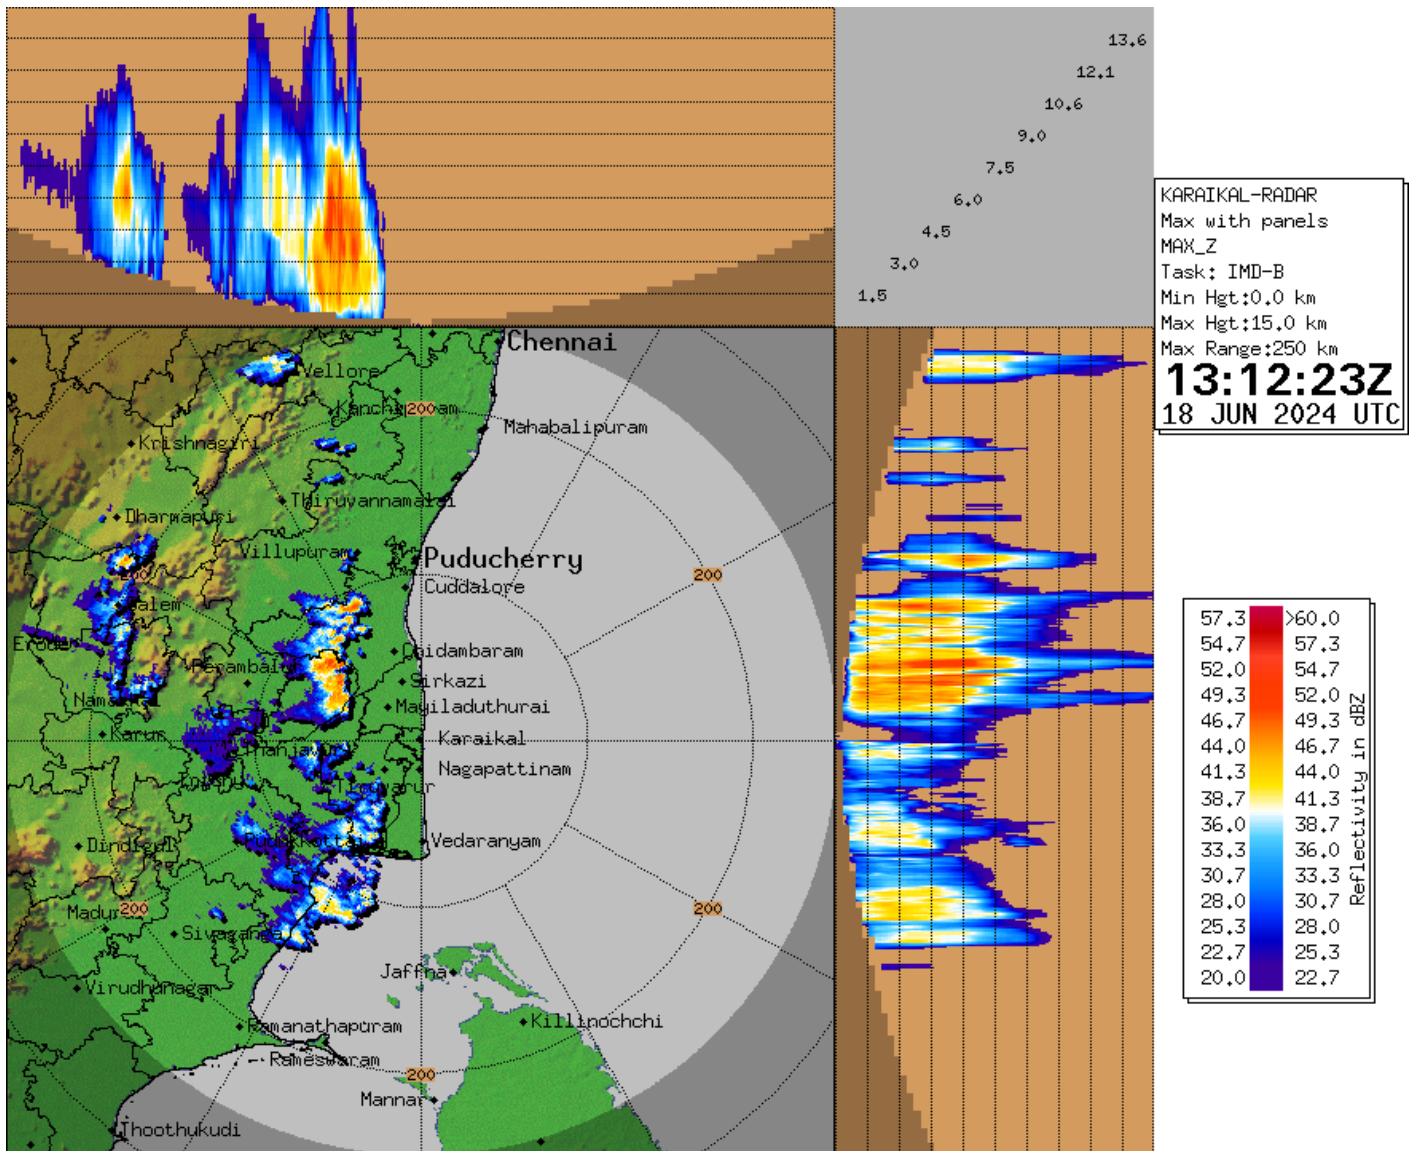 13.6
12.1
10.6
9.0
7.5
6.0
4.5
3.0
1.5
KARAIKAL-RADAR
Max with panels
MAX_Z
Task: IMD-B
Min Hgt:0.0 km
Max Hgt:15.0 km
Max Range:250 km
13:12:23Z
18 JUN 2024 UTC
Chennai
Vellore
200
Mahabalipuram
Krishnagiri
Thiruvannamalai
Dharmapuri
Villupuram
Puducherry
200
Cuddalore
Salem
Erode
Chidambaram
Perambalur
Sirkazi
Namakkal
Mayiladuthurai
Karur
Karaikal
Thanjavur
Nagapattinam
Tiruvarur
Pudukkottai
Vedaranyam
Dindigul
200
200
Sivaganga
Jaffna
Virudhunagar
Ramanathapuram
Killinochchi
Rameswaram
200
Mannar
Thoothukudi
57.3 >60.0
54.7 57.3
52.0 54.7
49.3 52.0
46.7 49.3
44.0 46.7
41.3 44.0
38.7 41.3
36.0 38.7
33.3 36.0
30.7 33.3
28.0 30.7
25.3 28.0
22.7 25.3
20.0 22.7
Reflectivity in dBZ